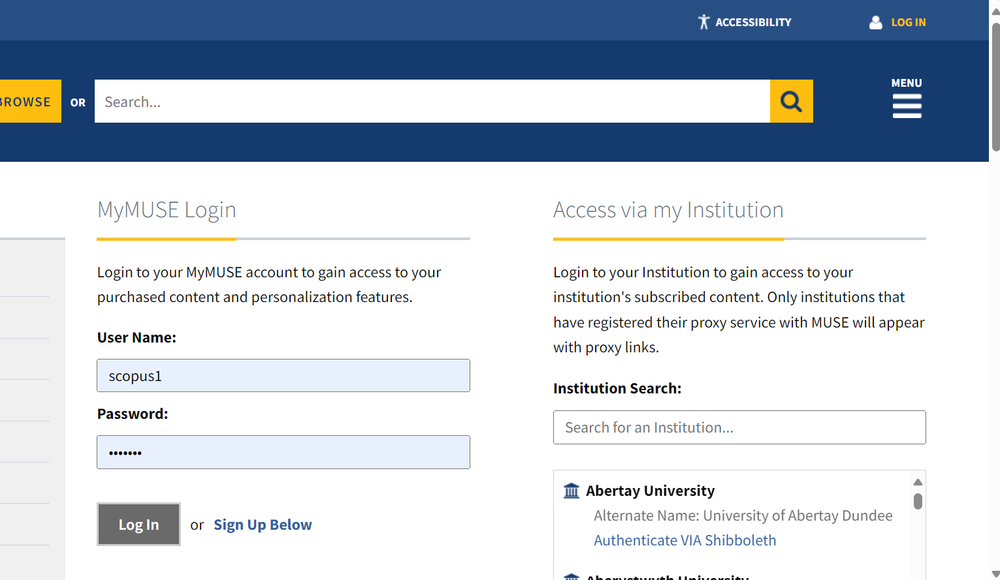 ACCESSIBILITY
LOG IN
BROWSE
OR
Search...
MENU
MyMUSE Login
Login to your MyMUSE account to gain access to your
purchased content and personalization features.
User Name:
scopus1
Password:
•••••••
Log In or Sign Up Below
Access via my Institution
Login to your Institution to gain access to your
institution's subscribed content. Only institutions that
have registered their proxy service with MUSE will appear
with proxy links.
Institution Search:
Search for an Institution...
Abertay University
Alternate Name: University of Abertay Dundee
Authenticate VIA Shibboleth
Aberystwyth University